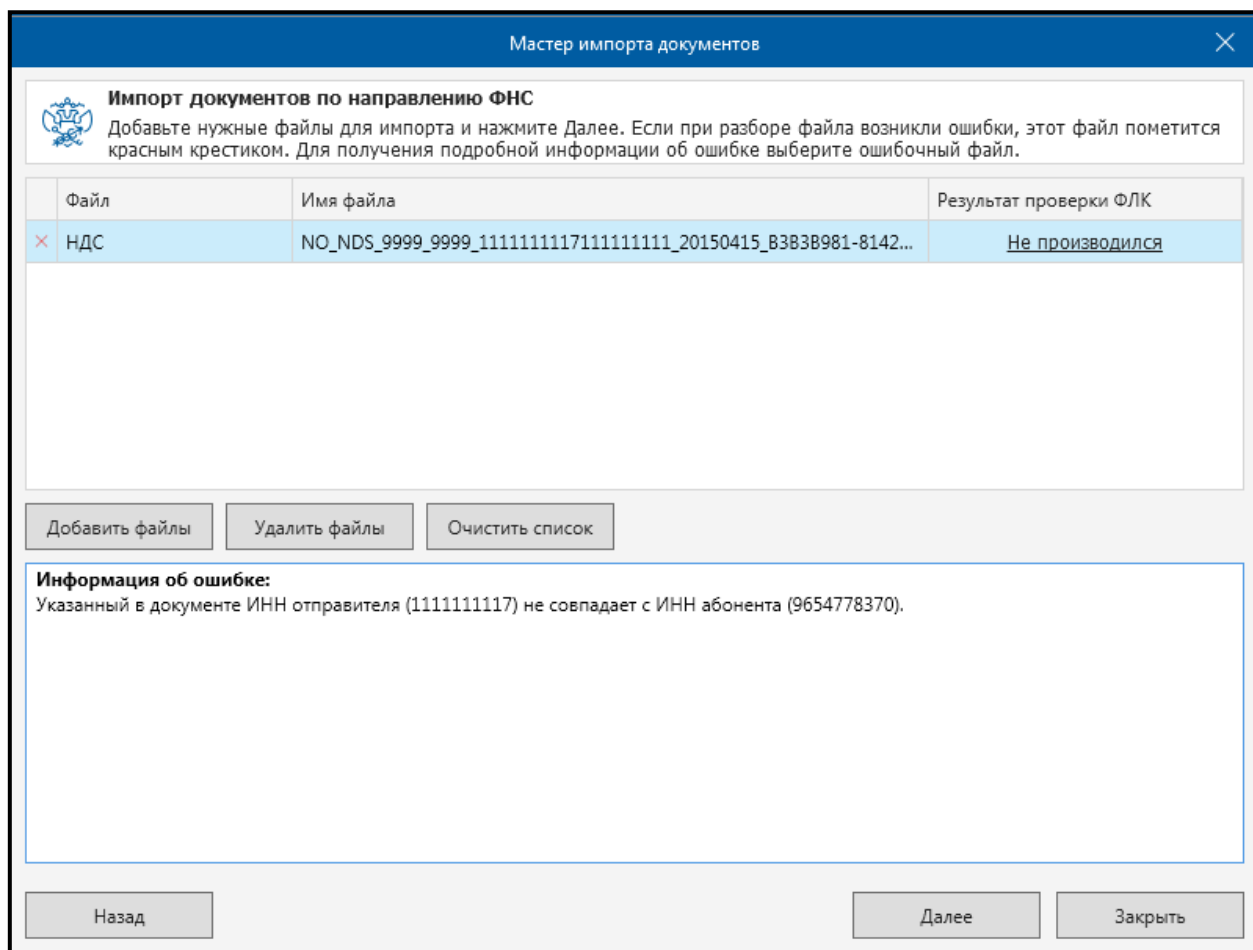 Мастер импорта документов
Импорт документов по направлению ФНС
Добавьте нужные файлы для импорта и нажмите Далее. Если при разборе файла возникли ошибки, этот файл пометится
красным крестиком. Для получения подробной информации об ошибке выберите ошибочный файл.
Файл Имя файла Результат проверки ФЛК
НДС NO_NDS_9999_9999_1111111117111111111_20150415_B3B3B981-8142... Не производился
Добавить файлы Удалить файлы Очистить список
Информация об ошибке:
Указанный в документе ИНН отправителя (1111111117) не совпадает с ИНН абонента (9654778370).
Назад Далее Закрыть